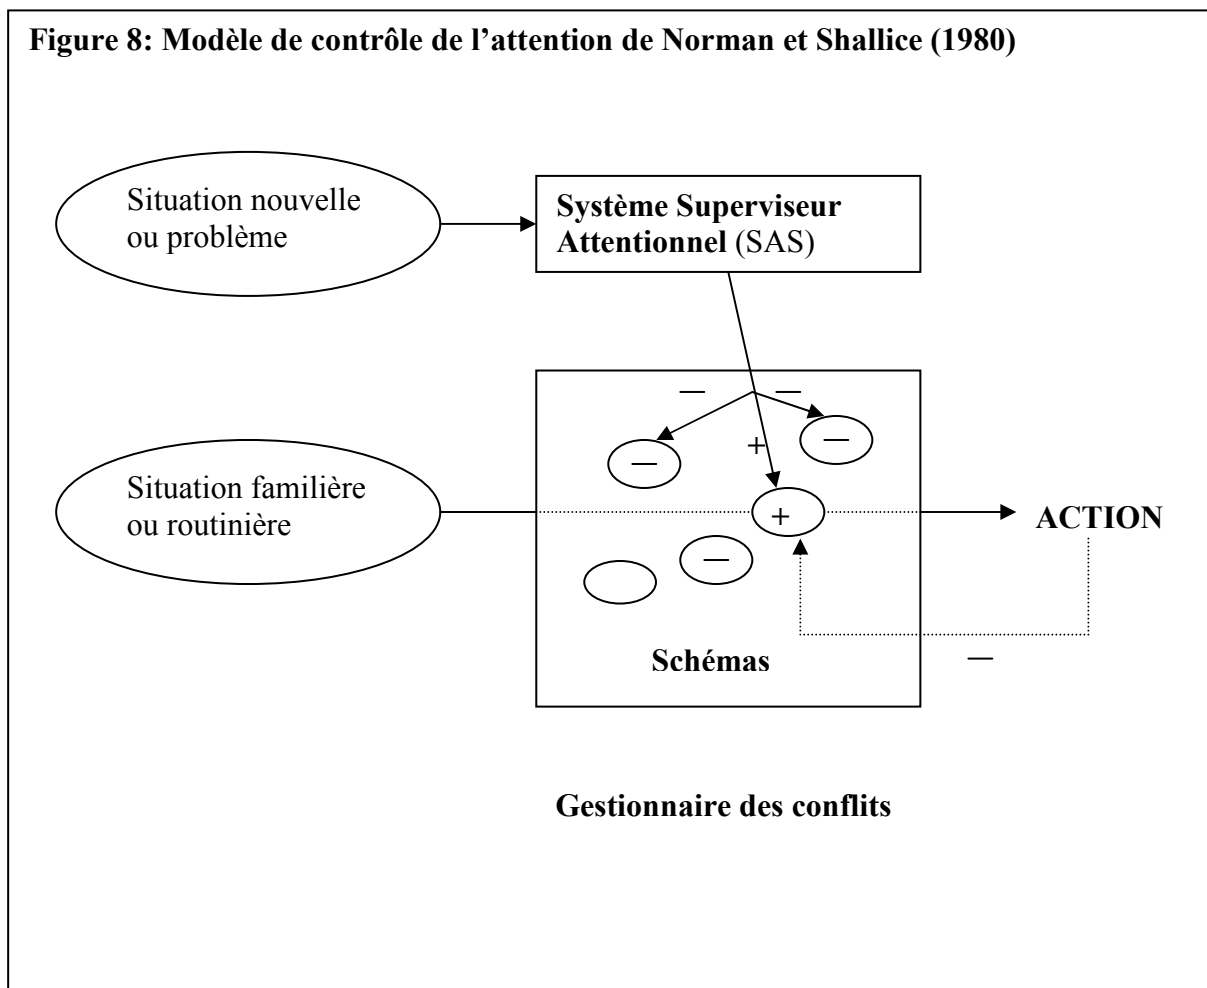 Figure 8: Modèle de contrôle de l’attention de Norman et Shallice (1980)
Situation nouvelle
ou problème
Système Superviseur
Attentionnel (SAS)
— —
— + —
Situation familière
ou routinière
+
ACTION
—
Schémas
—
Gestionnaire des conflits